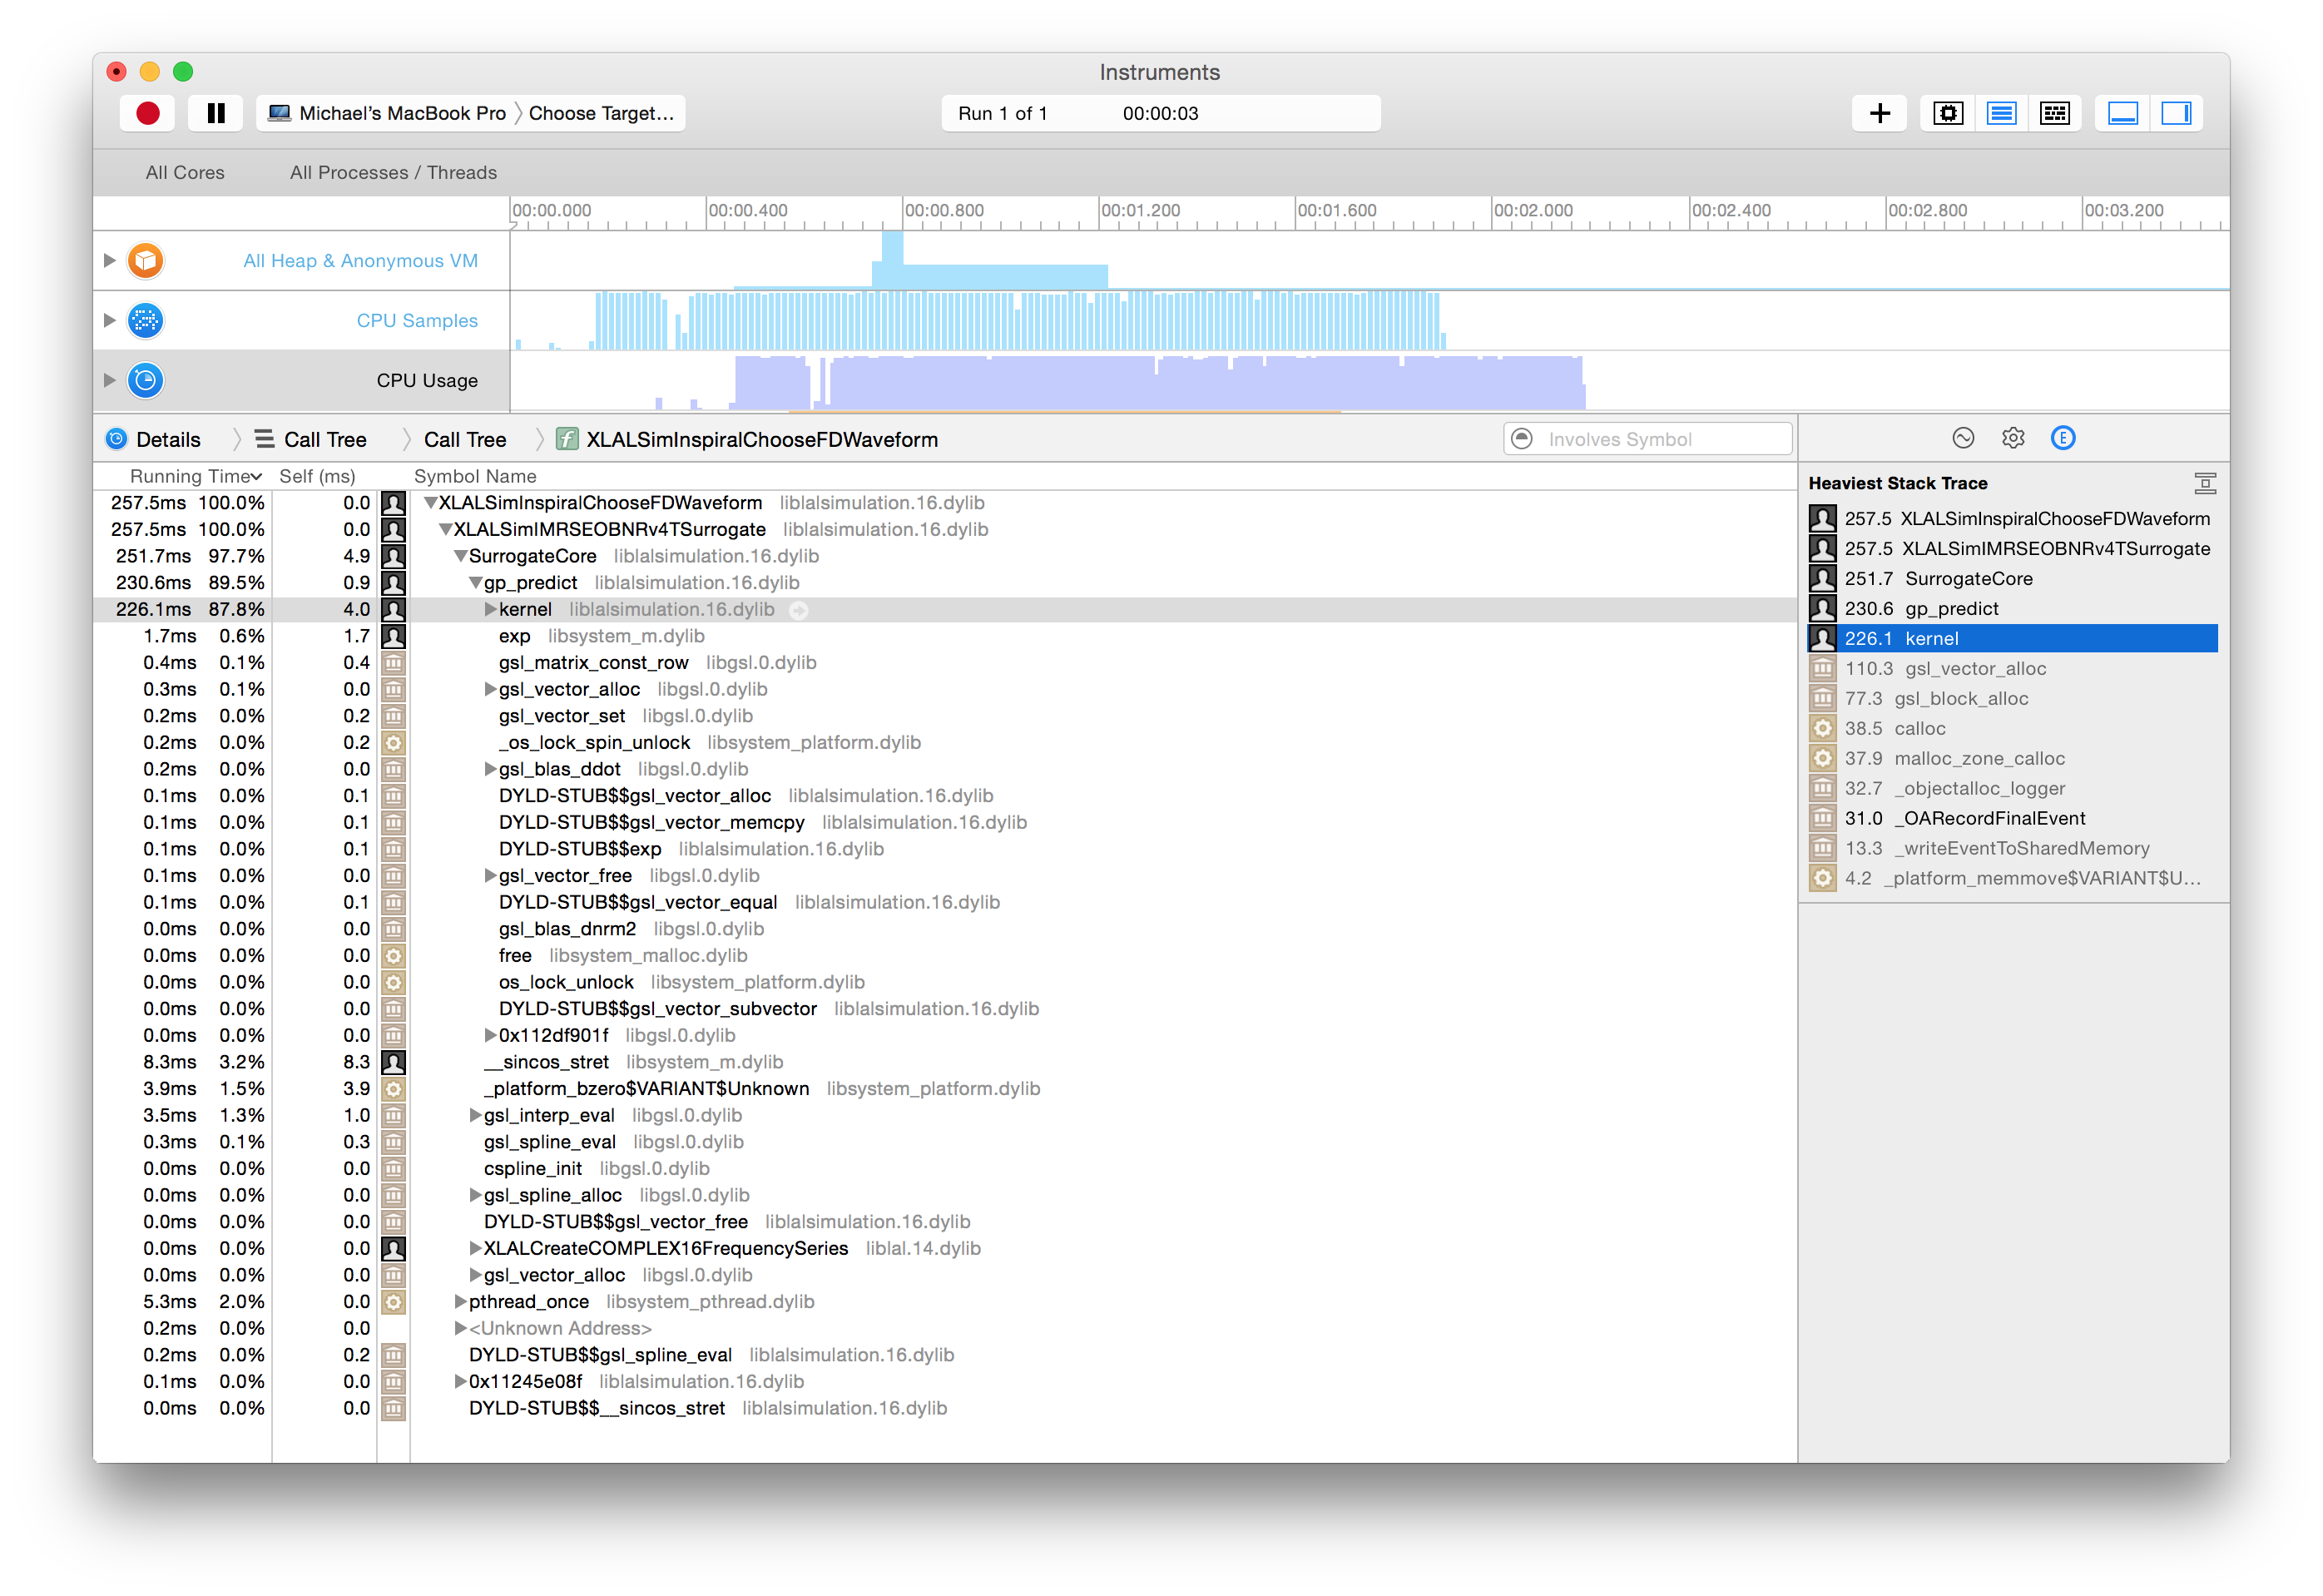 Instruments
Michael's MacBook Pro 〉Choose Target...
Run 1 of 1 00:00:03
All Cores All Processes / Threads
00:00.000 00:00.400 00:00.800 00:01.200 00:01.600 00:02.000 00:02.400 00:02.800 00:03.200
All Heap & Anonymous VM
CPU Samples
CPU Usage
Details 〉 Call Tree 〉 Call Tree 〉 f XLALSimInspiralChooseFDWaveform Involves Symbol E
Running Time Self (ms) Symbol Name
257.5ms 100.0% 0.0 XLALSimInspiralChooseFDWaveform liblalsimulation.16.dylib
257.5ms 100.0% 0.0 XLALSimIMRSEOBNRv4TSurrogate liblalsimulation.16.dylib
251.7ms 97.7% 4.9 SurrogateCore liblalsimulation.16.dylib
230.6ms 89.5% 0.9 gp_predict liblalsimulation.16.dylib
226.1ms 87.8% 4.0 kernel liblalsimulation.16.dylib
1.7ms 0.6% 1.7 exp libsystem_m.dylib
0.4ms 0.1% 0.4 gsl_matrix_const_row libgsl.0.dylib
0.3ms 0.1% 0.0 gsl_vector_alloc libgsl.0.dylib
0.2ms 0.0% 0.2 gsl_vector_set libgsl.0.dylib
0.2ms 0.0% 0.2 _os_lock_spin_unlock libsystem_platform.dylib
0.2ms 0.0% 0.0 gsl_blas_ddot libgsl.0.dylib
0.1ms 0.0% 0.1 DYLD-STUB$$gsl_vector_alloc liblalsimulation.16.dylib
0.1ms 0.0% 0.1 DYLD-STUB$$gsl_vector_memcpy liblalsimulation.16.dylib
0.1ms 0.0% 0.1 DYLD-STUB$$exp liblalsimulation.16.dylib
0.1ms 0.0% 0.0 gsl_vector_free libgsl.0.dylib
0.1ms 0.0% 0.1 DYLD-STUB$$gsl_vector_equal liblalsimulation.16.dylib
0.0ms 0.0% 0.0 gsl_blas_dnrm2 libgsl.0.dylib
0.0ms 0.0% 0.0 free libsystem_malloc.dylib
0.0ms 0.0% 0.0 os_lock_unlock libsystem_platform.dylib
0.0ms 0.0% 0.0 DYLD-STUB$$gsl_vector_subvector liblalsimulation.16.dylib
0.0ms 0.0% 0.0 0x112df901f libgsl.0.dylib
8.3ms 3.2% 8.3 __sincos_stret libsystem_m.dylib
3.9ms 1.5% 3.9 _platform_bzero$VARIANT$Unknown libsystem_platform.dylib
3.5ms 1.3% 1.0 gsl_interp_eval libgsl.0.dylib
0.3ms 0.1% 0.3 gsl_spline_eval libgsl.0.dylib
0.0ms 0.0% 0.0 cspline_init libgsl.0.dylib
0.0ms 0.0% 0.0 gsl_spline_alloc libgsl.0.dylib
0.0ms 0.0% 0.0 DYLD-STUB$$gsl_vector_free liblalsimulation.16.dylib
0.0ms 0.0% 0.0 XLALCreateCOMPLEX16FrequencySeries liblal.14.dylib
0.0ms 0.0% 0.0 gsl_vector_alloc libgsl.0.dylib
5.3ms 2.0% 0.0 pthread_once libsystem_pthread.dylib
0.2ms 0.0% 0.0 <Unknown Address>
0.2ms 0.0% 0.2 DYLD-STUB$$gsl_spline_eval liblalsimulation.16.dylib
0.1ms 0.0% 0.0 0x11245e08f liblalsimulation.16.dylib
0.0ms 0.0% 0.0 DYLD-STUB$$__sincos_stret liblalsimulation.16.dylib
Heaviest Stack Trace
257.5 XLALSimInspiralChooseFDWaveform
257.5 XLALSimIMRSEOBNRv4TSurrogate
251.7 SurrogateCore
230.6 gp_predict
226.1 kernel
110.3 gsl_vector_alloc
77.3 gsl_block_alloc
38.5 calloc
37.9 malloc_zone_calloc
32.7 _objectalloc_logger
31.0 _OARecordFinalEvent
13.3 _writeEventToSharedMemory
4.2 _platform_memmove$VARIANT$U...